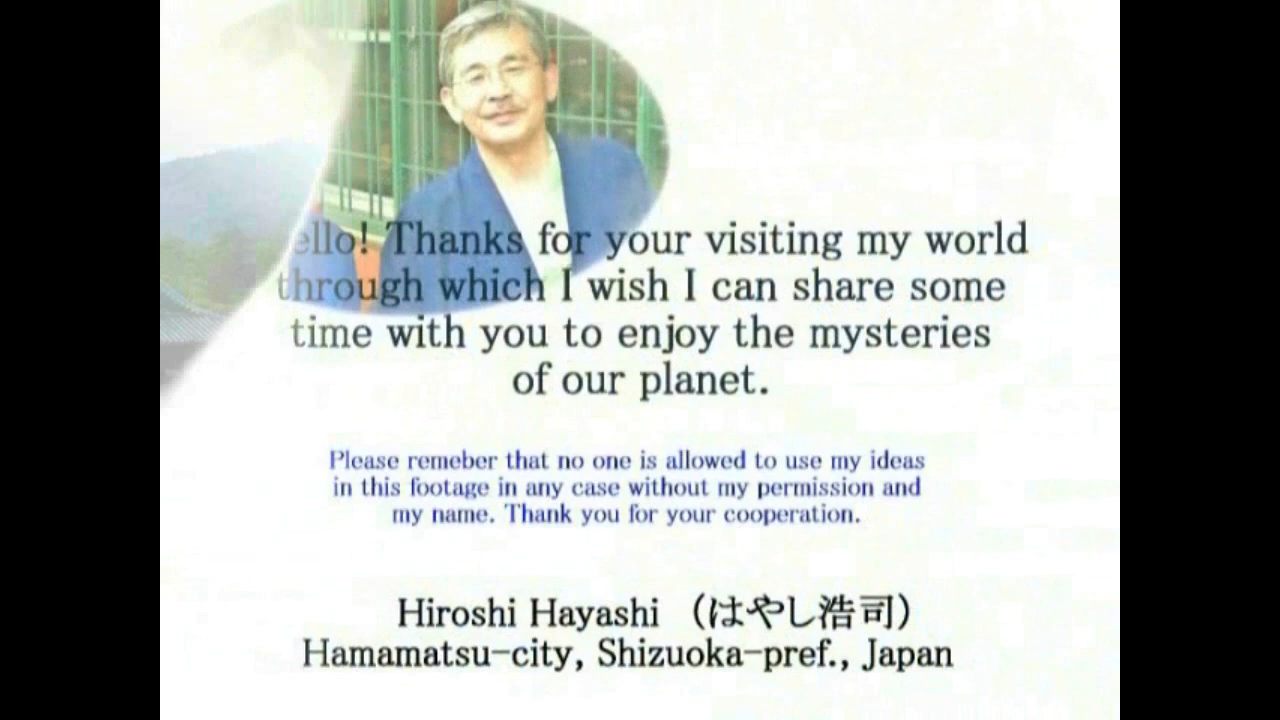 ello! Thanks for your visiting my world
through which I wish I can share some
time with you to enjoy the mysteries
of our planet.
Please remeber that no one is allowed to use my ideas
in this footage in any case without my permission and
my name. Thank you for your cooperation.
Hiroshi Hayashi （はやし浩司）
Hamamatsu-city, Shizuoka-pref., Japan